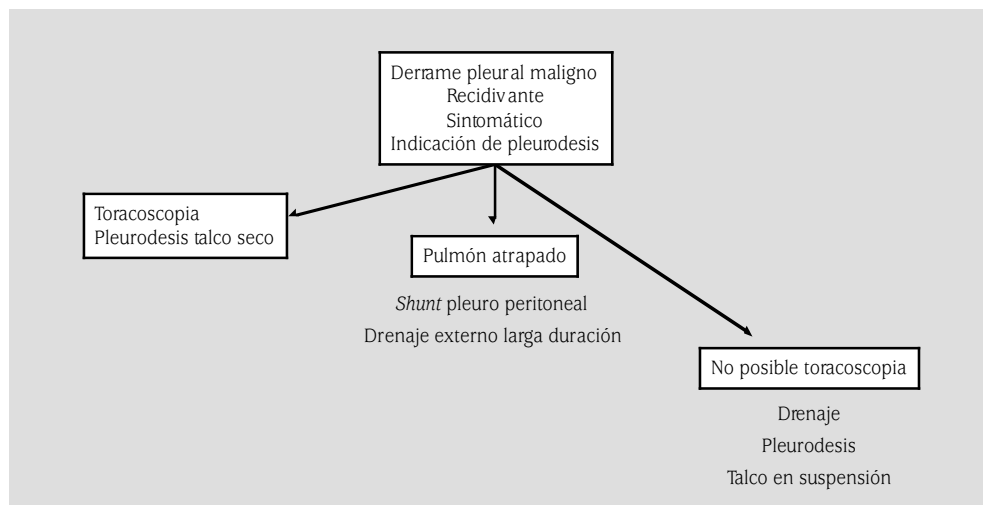 Derrame pleural maligno
Recidivante
Sintomático
Indicación de pleurodesis
Toracoscopia
Pleurodesis talco seco
Pulmón atrapado
Shunt pleuro peritoneal
Drenaje externo larga duración
No posible toracoscopia
Drenaje
Pleurodesis
Talco en suspensión